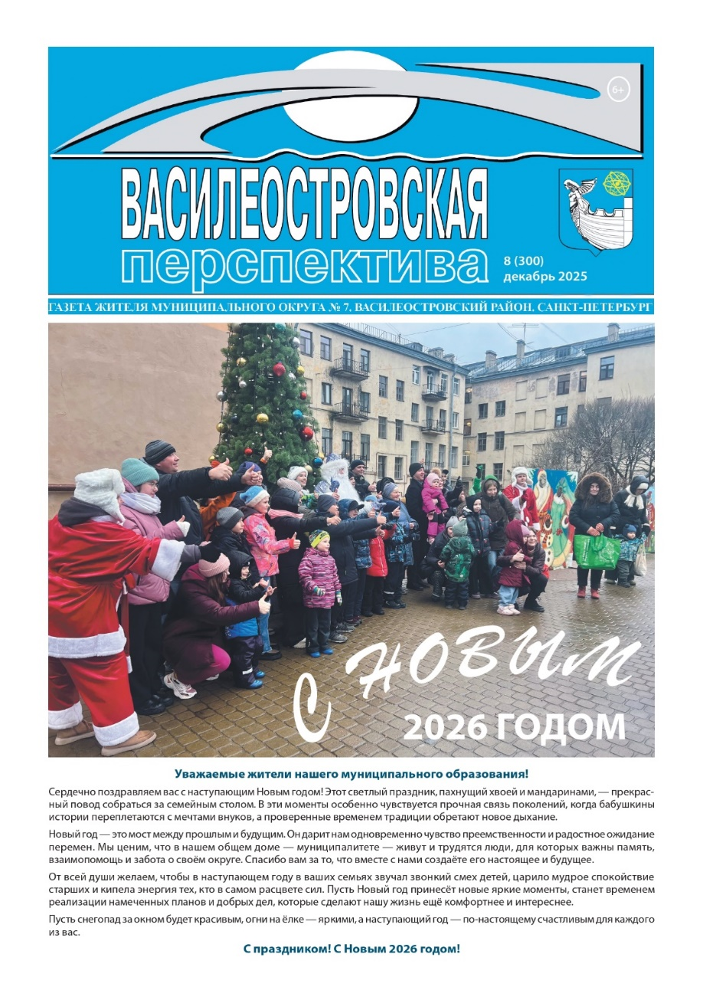 6+
ВАСИЛЕОСТРОВСКАЯ
перспектива
8 (300)
декабрь 2025
ГАЗЕТА ЖИТЕЛЯ МУНИЦИПАЛЬНОГО ОКРУГА № 7. ВАСИЛЕОСТРОВСКИЙ РАЙОН. САНКТ-ПЕТЕРБУРГ
С НОВЫМ
2026 ГОДОМ
Уважаемые жители нашего муниципального образования!
Сердечно поздравляем вас с наступающим Новым годом! Этот светлый праздник, пахнущий хвоей и мандаринами, — прекрас-
ный повод собраться за семейным столом. В эти моменты особенно чувствуется прочная связь поколений, когда бабушкины
истории переплетаются с мечтами внуков, а проверенные временем традиции обретают новое дыхание.
Новый год — это мост между прошлым и будущим. Он дарит нам одновременно чувство преемственности и радостное ожидание
перемен. Мы ценим, что в нашем общем доме — муниципалитете — живут и трудятся люди, для которых важны память,
взаимопомощь и забота о своём округе. Спасибо вам за то, что вместе с нами создаёте его настоящее и будущее.
От всей души желаем, чтобы в наступающем году в ваших семьях звучал звонкий смех детей, царило мудрое спокойствие
старших и кипела энергия тех, кто в самом расцвете сил. Пусть Новый год принесёт новые яркие моменты, станет временем
реализации намеченных планов и добрых дел, которые сделают нашу жизнь ещё комфортнее и интереснее.
Пусть снегопад за окном будет красивым, огни на ёлке — яркими, а наступающий год — по-настоящему счастливым для каждого
из вас.
С праздником! С Новым 2026 годом!